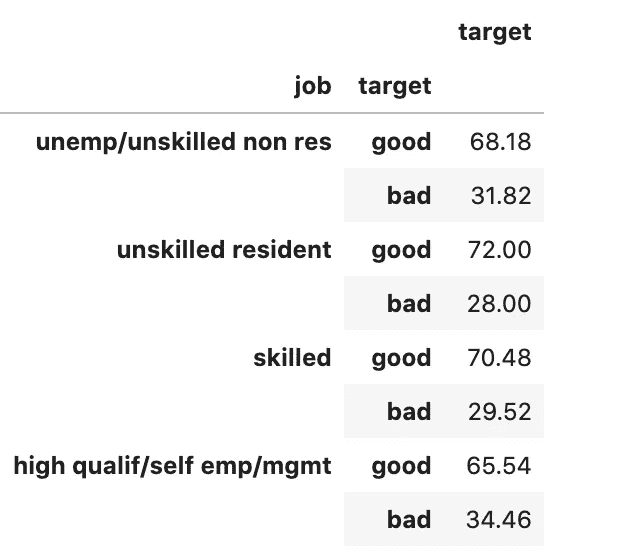 target
job target
unemp/unskilled non res good 68.18
bad 31.82
unskilled resident good 72.00
bad 28.00
skilled good 70.48
bad 29.52
high qualif/self emp/mgmt good 65.54
bad 34.46